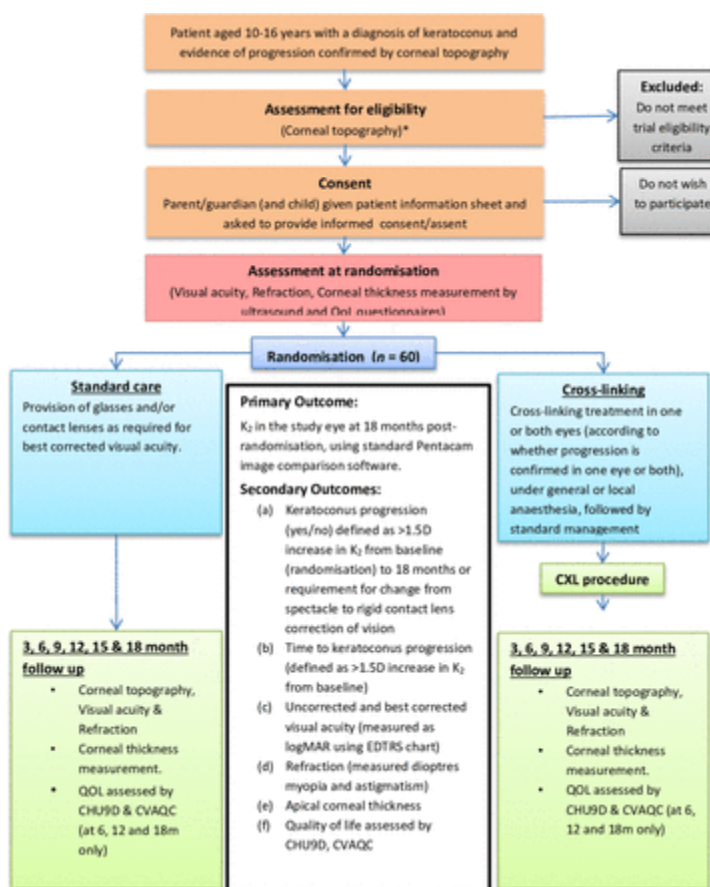 Patient aged 10-16 years with a diagnosis of keratoconus and
evidence of progression confirmed by corneal topography
Assessment for eligibility
(Corneal topography)*
Excluded:
Do not meet
trial eligibility
criteria
Consent
Parent/guardian (and child) given patient information sheet and
asked to provide informed consent/assent
Do not wish
to participate
Assessment at randomisation
(Visual acuity, Refraction, Corneal thickness measurement by
ultrasound and QoL questionnaires)
Randomisation (n = 60)
Standard care
Provision of glasses and/or
contact lenses as required for
best corrected visual acuity.
Primary Outcome:
K2 in the study eye at 18 months post-
randomisation, using standard Pentacam
image comparison software.
Secondary Outcomes:
(a) Keratoconus progression
(yes/no) defined as >1.5D
increase in K2 from baseline
(randomisation) to 18 months or
requirement for change from
spectacle to rigid contact lens
correction of vision
(b) Time to keratoconus progression
(defined as >1.5D increase in K2
from baseline)
(c) Uncorrected and best corrected
visual acuity (measured as
logMAR using EDTRS chart)
(d) Refraction (measured dioptres
myopia and astigmatism)
(e) Apical corneal thickness
(f) Quality of life assessed by
CHU9D, CVAQC
Cross-linking
Cross-linking treatment in one
or both eyes (according to
whether progression is
confirmed in one eye or both),
under general or local
anaesthesia, followed by
standard management
CXL procedure
3, 6, 9, 12, 15 & 18 month
follow up
• Corneal topography,
Visual acuity &
Refraction
• Corneal thickness
measurement.
• QOL assessed by
CHU9D & CVAQC
(at 6, 12 and 18m
only)
3, 6, 9, 12, 15 & 18 month
follow up
• Corneal topography,
Visual acuity &
Refraction
• Corneal thickness
measurement.
• QOL assessed by
CHU9D & CVAQC (at 6,
12 and 18m only)